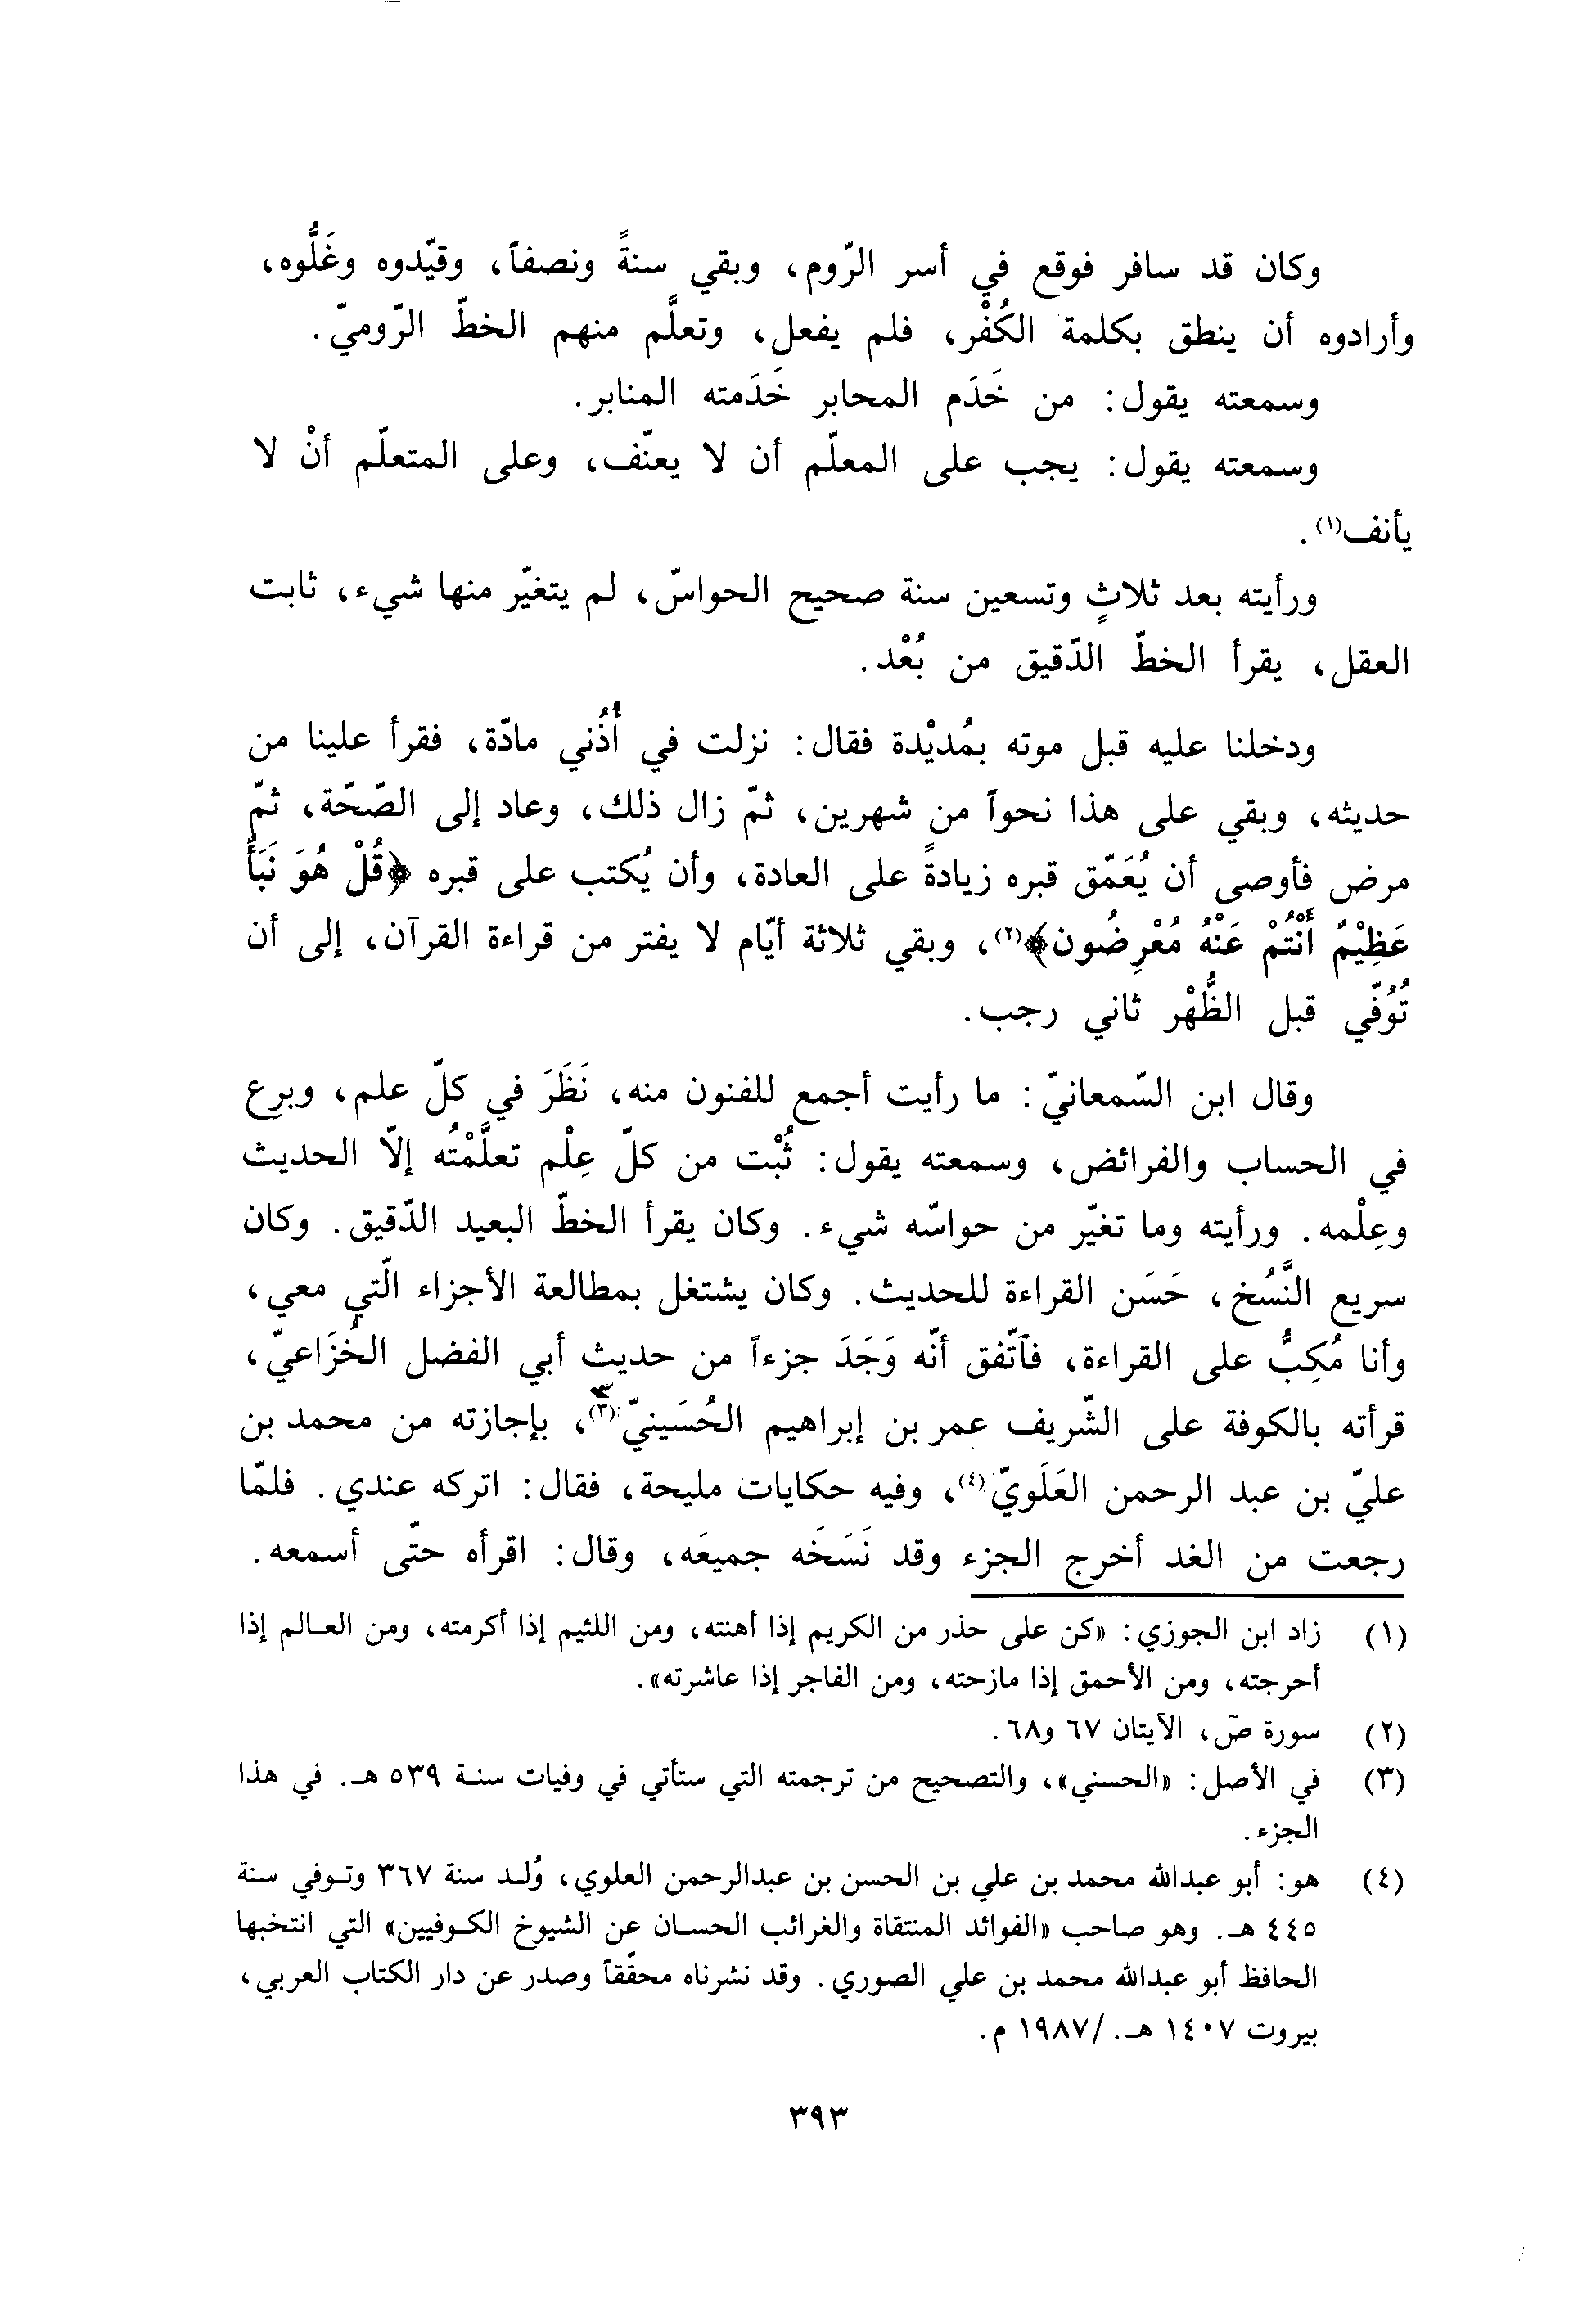 وكان قد سافر فوقع في أسر الرّوم، وبقي سنةً ونصفاً، وقيّدوه وغَلُّوه،
وأرادوه أن ينطق بكلمة الكُفْر، فلم يفعل، وتعلَّم منهم الخطّ الرّوميّ.
وسمعته يقول: من خَدَم المحابر خَدَمته المنابر.
وسمعته يقول: يجب على المعلّم أن لا يعنّف، وعلى المتعلّم أنْ لا
يأنف(١).
ورأيته بعد ثلاثٍ وتسعين سنة صحيح الحواسّ، لم يتغيّر منها شيء، ثابت
العقل، يقرأ الخطّ الدّقيق من بُعْد.
ودخلنا عليه قبل موته بمُديْدة فقال: نزلت في أُذُني مادّة، فقرأ علينا من
حديثه، وبقي على هذا نحواً من شهرين، ثمّ زال ذلك، وعاد إلى الصّحّة، ثمّ
مرض فأوصى أن يُعَمّق قبره زيادةً على العادة، وأن يُكتب على قبره ﴿قُلْ هُوَ نَبَأٌ
عَظِيْمٌ أَنْتُمْ عَنْهُ مُعْرِضُون﴾(٢)، وبقي ثلاثة أيّام لا يفتر من قراءة القرآن، إلى أن
تُوُفّي قبل الظُّهْر ثاني رجب.
وقال ابن السّمعانيّ: ما رأيت أجمع للفنون منه، نَظَرَ في كلّ علم، وبرع
في الحساب والفرائض، وسمعته يقول: ثُبْت من كلّ عِلْم تعلَّمْتُه إلّا الحديث
وعِلْمه. ورأيته وما تغيّر من حواسّه شيء. وكان يقرأ الخطّ البعيد الدّقيق. وكان
سريع النَّسُخ، حَسَن القراءة للحديث. وكان يشتغل بمطالعة الأجزاء الّتي معي،
وأنا مُكِبٌّ على القراءة، فاَتّفق أنّه وَجَدَ جزءاً من حديث أبي الفضل الخُزَاعيّ،
قرأته بالكوفة على الشّريف عمر بن إبراهيم الحُسَينيّ(٣)، بإجازته من محمد بن
عليّ بن عبد الرحمن العَلَويّ(٤)، وفيه حكايات مليحة، فقال: اتركه عندي. فلمّا
رجعت من الغد أخرج الجزء وقد نَسَخَه جميعَه، وقال: اقرأه حتّى أسمعه.
(١) زاد ابن الجوزي: «كن على حذر من الكريم إذا أهنته، ومن اللئيم إذا أكرمته، ومن العالم إذا
أحرجته، ومن الأحمق إذا مازحته، ومن الفاجر إذا عاشرته».
(٢) سورة صَ، الآيتان ٦٧ و٦٨.
(٣) في الأصل: «الحسني»، والتصحيح من ترجمته التي ستأتي في وفيات سنة ٥٣٩ هـ. في هذا
الجزء.
(٤) هو: أبو عبدالله محمد بن علي بن الحسن بن عبدالرحمن العلوي، وُلد سنة ٣٦٧ وتوفي سنة
٤٤٥ هـ. وهو صاحب «الفوائد المنتقاة والغرائب الحسان عن الشيوخ الكوفيين» التي انتخبها
الحافظ أبو عبدالله محمد بن علي الصوري. وقد نشرناه محقّقاً وصدر عن دار الكتاب العربي،
بيروت ١٤٠٧ هـ. /١٩٨٧ م.
٣٩٣